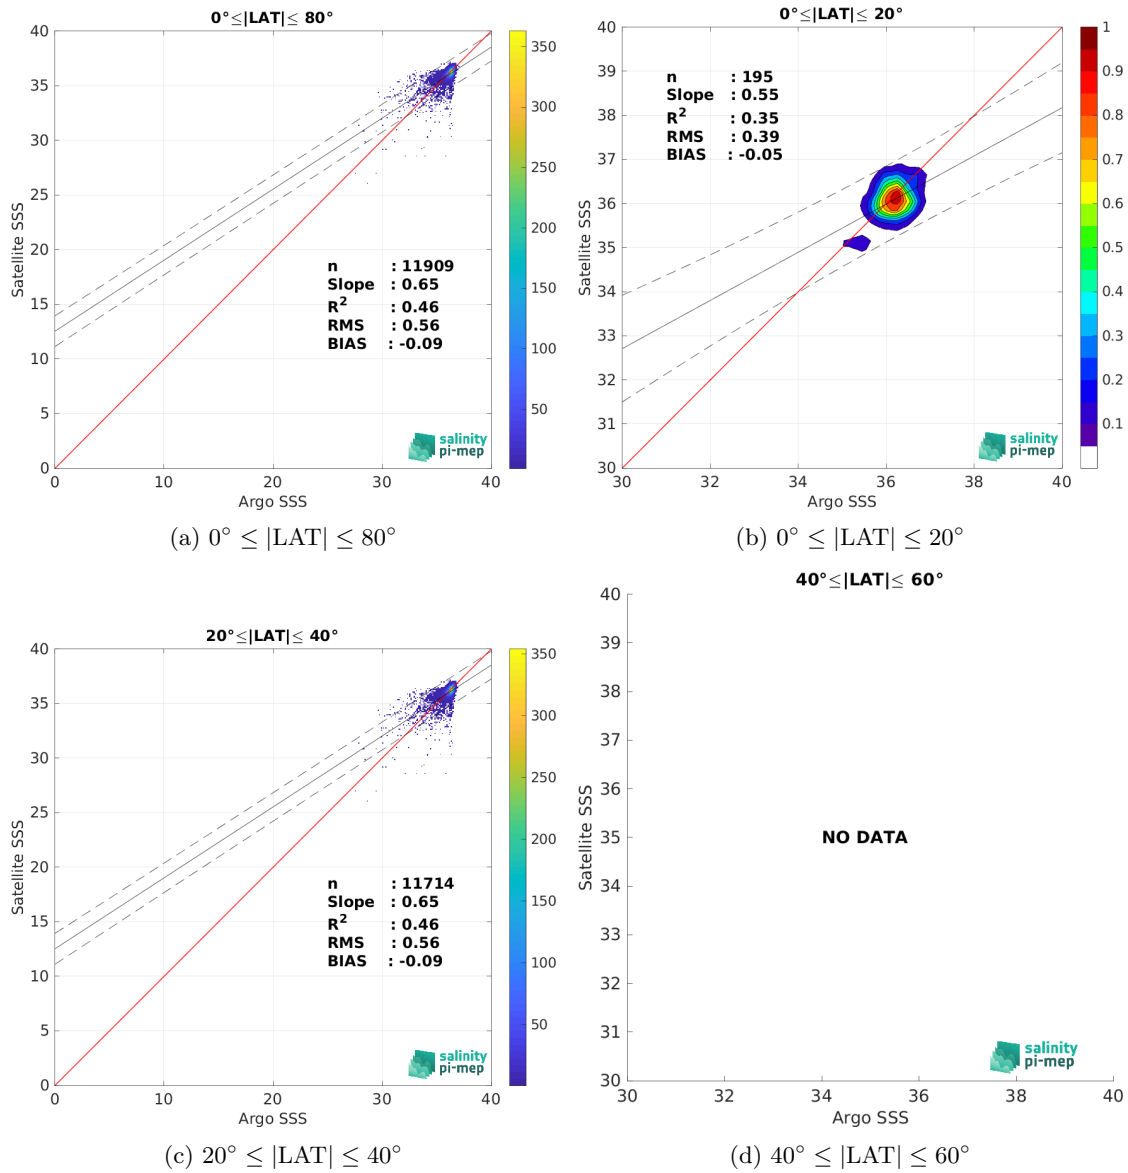 0°≤|LAT|≤ 80°
40
35
30
25
20
15
10
5
0
Satellite SSS
n : 11909
Slope : 0.65
R² : 0.46
RMS : 0.56
BIAS : -0.09
salinity
pi-mep
0 10 20 30 40
Argo SSS
350
300
250
200
150
100
50
(a) 0° ≤ |LAT| ≤ 80°
0°≤|LAT|≤ 20°
40
39
38
37
36
35
34
33
32
31
30
Satellite SSS
n : 195
Slope : 0.55
R² : 0.35
RMS : 0.39
BIAS : -0.05
salinity
pi-mep
30 32 34 36 38 40
Argo SSS
1
0.9
0.8
0.7
0.6
0.5
0.4
0.3
0.2
0.1
(b) 0° ≤ |LAT| ≤ 20°
20°≤|LAT|≤ 40°
40
35
30
25
20
15
10
5
0
Satellite SSS
n : 11714
Slope : 0.65
R² : 0.46
RMS : 0.56
BIAS : -0.09
salinity
pi-mep
0 10 20 30 40
Argo SSS
350
300
250
200
150
100
50
(c) 20° ≤ |LAT| ≤ 40°
40°≤|LAT|≤ 60°
40
39
38
37
36
35
34
33
32
31
30
Satellite SSS
NO DATA
salinity
pi-mep
30 32 34 36 38 40
Argo SSS
(d) 40° ≤ |LAT| ≤ 60°